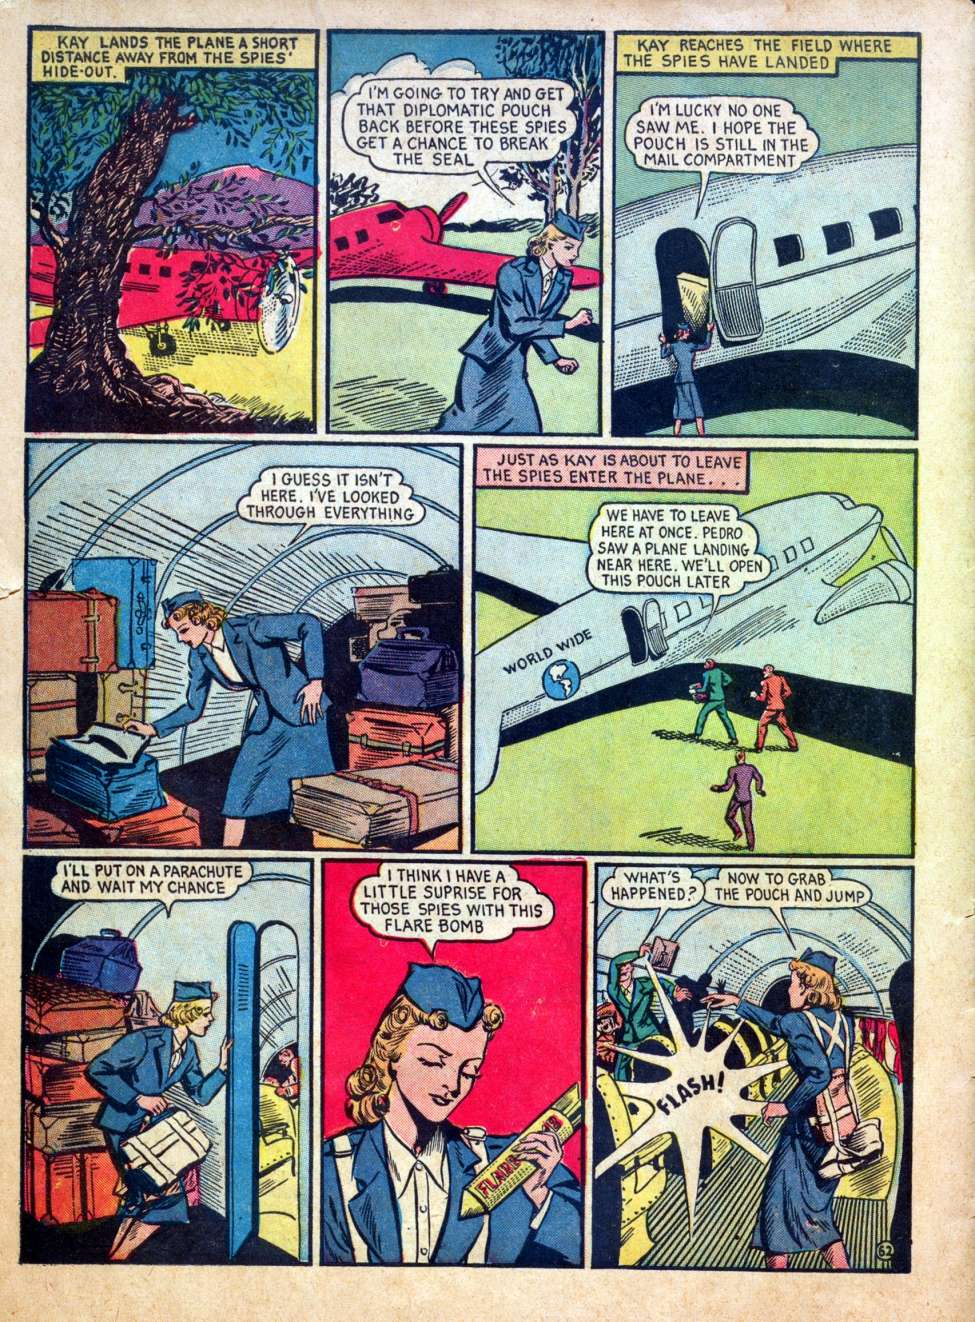 KAY LANDS THE PLANE A SHORT
DISTANCE AWAY FROM THE SPIES'
HIDE-OUT.
I'M GOING TO TRY AND GET
THAT DIPLOMATIC POUCH
BACK BEFORE THESE SPIES
GET A CHANCE TO BREAK
THE SEAL
KAY REACHES THE FIELD WHERE
THE SPIES HAVE LANDED
I'M LUCKY NO ONE
SAW ME. I HOPE THE
POUCH IS STILL IN THE
MAIL COMPARTMENT
I GUESS IT ISN'T
HERE. I'VE LOOKED
THROUGH EVERYTHING
JUST AS KAY IS ABOUT TO LEAVE
THE SPIES ENTER THE PLANE....
WE HAVE TO LEAVE
HERE AT ONCE. PEDRO
SAW A PLANE LANDING
NEAR HERE. WE'LL OPEN
THIS POUCH LATER
WORLD WIDE
I'LL PUT ON A PARACHUTE
AND WAIT MY CHANCE
I THINK I HAVE A
LITTLE SUPRISE FOR
THOSE SPIES WITH THIS
FLARE BOMB
FLARE
WHAT'S
HAPPENED?
NOW TO GRAB
THE POUCH AND JUMP
FLASH!
62